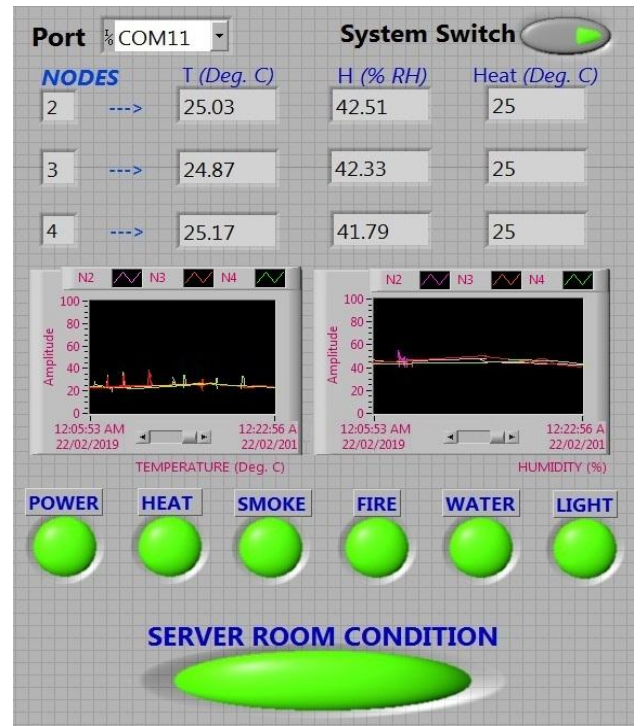 Port COM11 System Switch
NODES T (Deg. C) H (% RH) Heat (Deg. C)
2 ---> 25.03 42.51 25
3 ---> 24.87 42.33 25
4 ---> 25.17 41.79 25
N2 N3 N4
100
80
60
40
20
0
Amplitude
12:05:53 AM 12:22:56 A
22/02/2019 22/02/201
TEMPERATURE (Deg. C)
N2 N3 N4
100
80
60
40
20
0
Amplitude
12:05:53 AM 12:22:56 A
22/02/2019 22/02/201
HUMIDITY (%)
POWER HEAT SMOKE FIRE WATER LIGHT
SERVER ROOM CONDITION